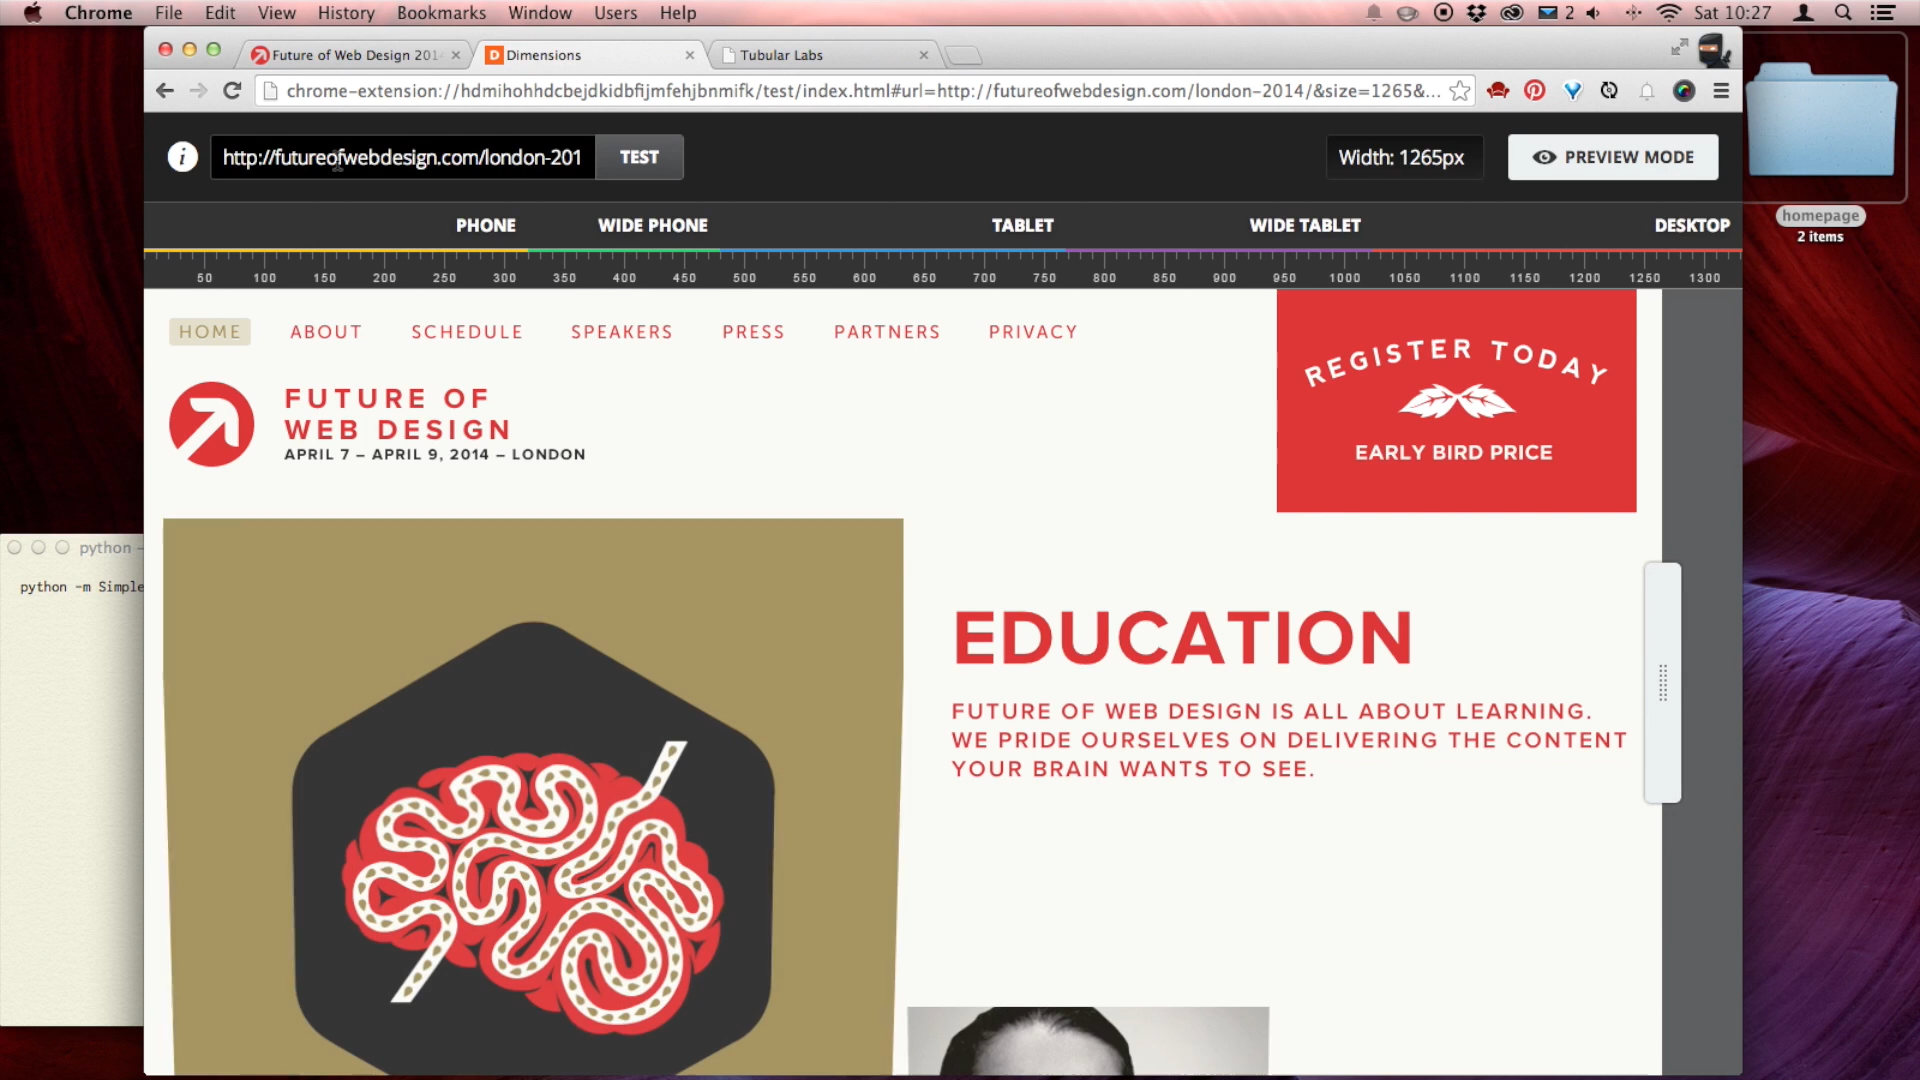 Chrome File Edit View History Bookmarks Window Users Help 2 Sat 10:27
Future of Web Design 201 Dimensions Tubular Labs
chrome-extension://hdmihohhdcbejdkidbfijmfehjbnmifk/test/index.html#url=http://futureofwebdesign.com/london-2014/&size=1265&...
i http://futureofwebdesign.com/london-201 TEST Width: 1265px PREVIEW MODE
homepage
2 items
PHONE WIDE PHONE TABLET WIDE TABLET DESKTOP
50 100 150 200 250 300 350 400 450 500 550 600 650 700 750 800 850 900 950 1000 1050 1100 1150 1200 1250 1300
HOME ABOUT SCHEDULE SPEAKERS PRESS PARTNERS PRIVACY
REGISTER TODAY
EARLY BIRD PRICE
FUTURE OF
WEB DESIGN
APRIL 7 – APRIL 9, 2014 – LONDON
python –
python -m Simple
EDUCATION
FUTURE OF WEB DESIGN IS ALL ABOUT LEARNING.
WE PRIDE OURSELVES ON DELIVERING THE CONTENT
YOUR BRAIN WANTS TO SEE.